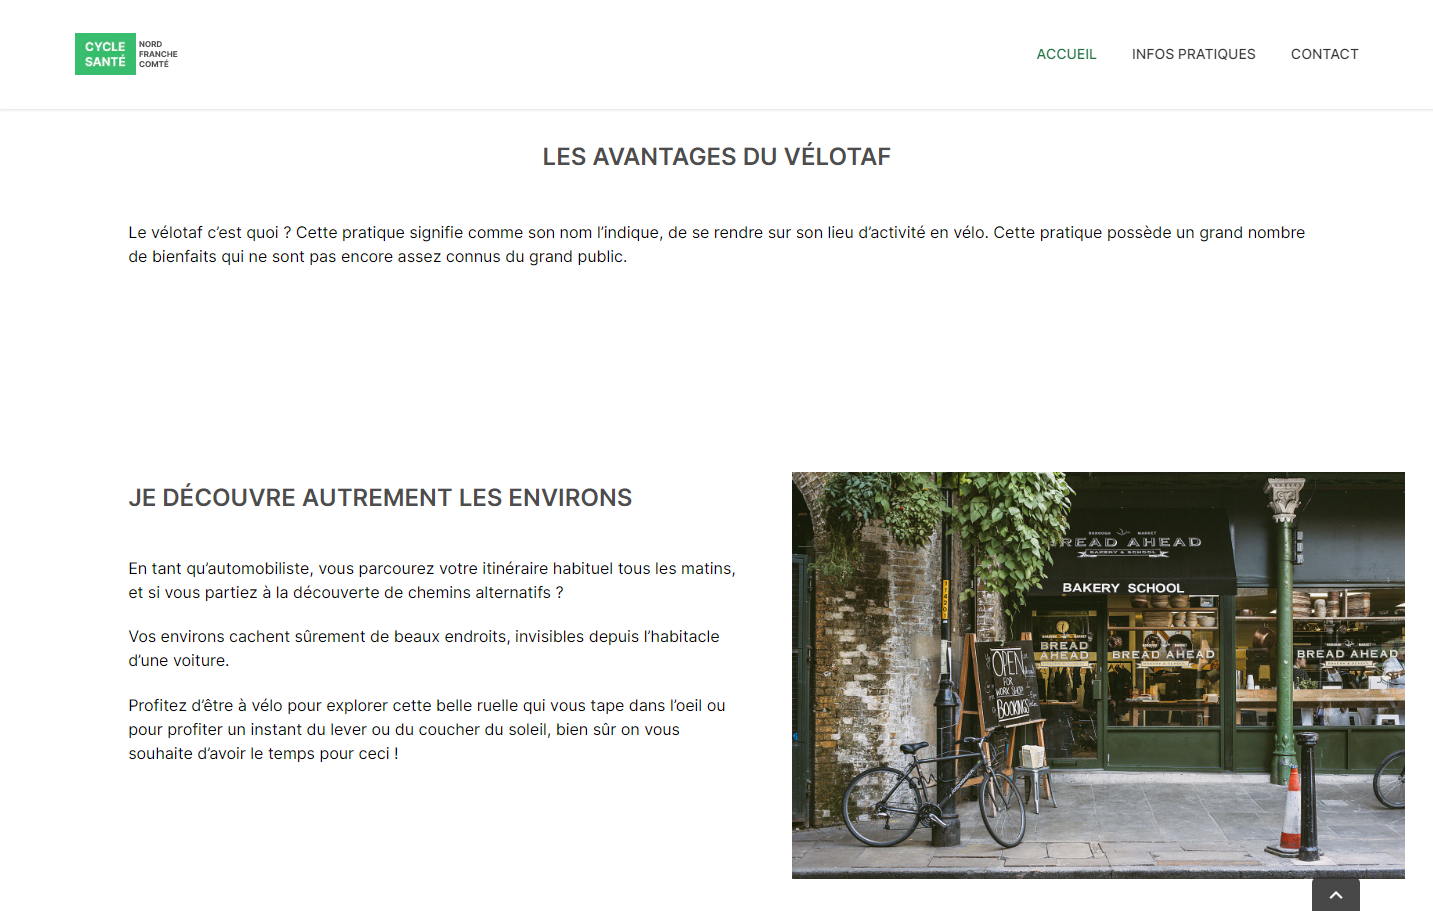 CYCLE
SANTÉ
NORD
FRANCHE
COMTÉ
ACCUEIL
INFOS PRATIQUES
CONTACT
LES AVANTAGES DU VÉLOTAF
Le vélotaf c’est quoi ? Cette pratique signifie comme son nom l’indique, de se rendre sur son lieu d’activité en vélo. Cette pratique possède un grand nombre
de bienfaits qui ne sont pas encore assez connus du grand public.
JE DÉCOUVRE AUTREMENT LES ENVIRONS
En tant qu’automobiliste, vous parcourez votre itinéraire habituel tous les matins,
et si vous partiez à la découverte de chemins alternatifs ?
Vos environs cachent sûrement de beaux endroits, invisibles depuis l’habitacle
d’une voiture.
Profitez d’être à vélo pour explorer cette belle ruelle qui vous tape dans l’oeil ou
pour profiter un instant du lever ou du coucher du soleil, bien sûr on vous
souhaite d’avoir le temps pour ceci !
BOROUGH MARKET
READ AHEAD
BAKERY & SCHOOL
BAKERY SCHOOL
BREAD
AHEAD
BREAD AHEAD
BREAD AHEAD
OPEN
FOR
WORK SHOP
BOOKINGS